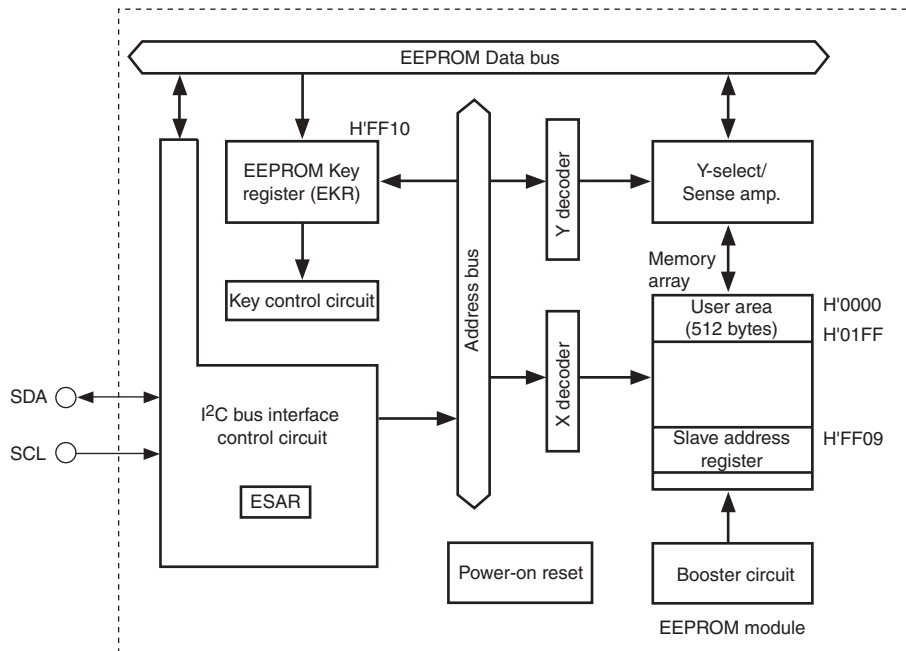 EEPROM Data bus
H'FF10
EEPROM Key
register (EKR)
Key control circuit
Address bus
Y decoder
X decoder
Y-select/
Sense amp.
Memory
array
User area
(512 bytes)
H'0000
H'01FF
Slave address
register
H'FF09
SDA
SCL
I²C bus interface
control circuit
ESAR
Power-on reset
Booster circuit
EEPROM module